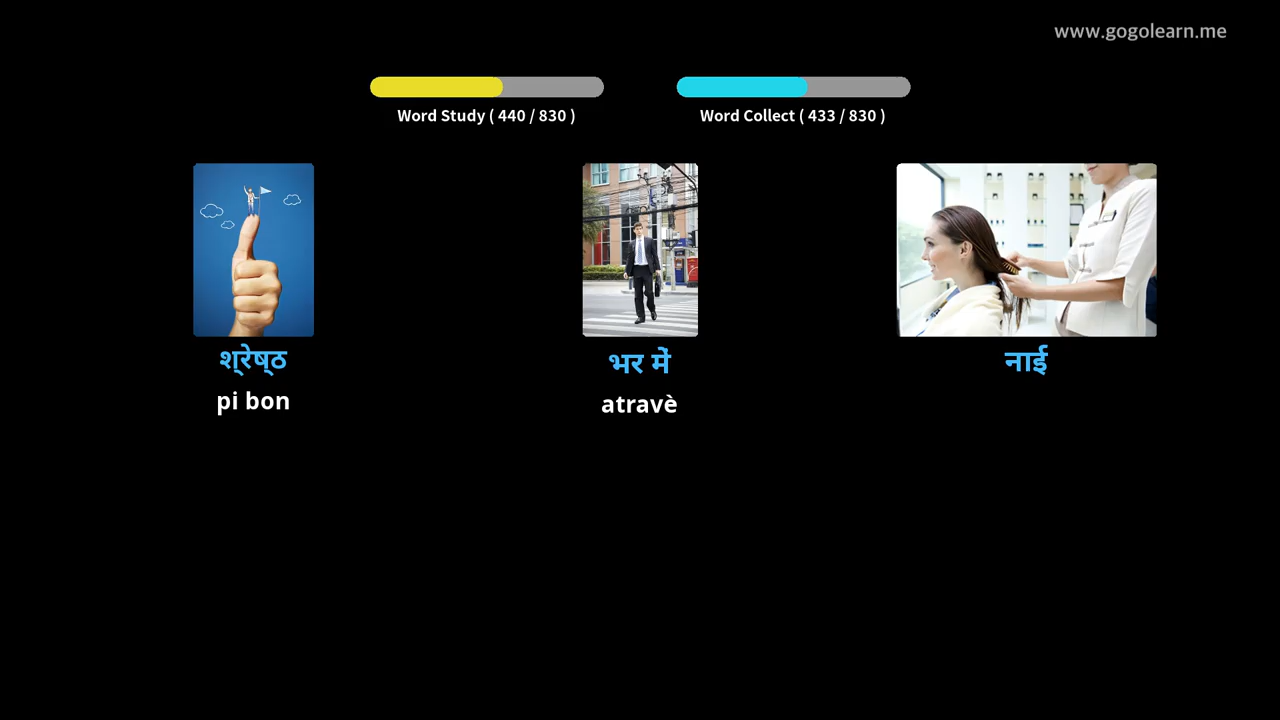 www.gogolearn.me
Word Study ( 440 / 830 )
Word Collect ( 433 / 830 )
श्रेष्ठ
भर में
नाई
pi bon
atravè